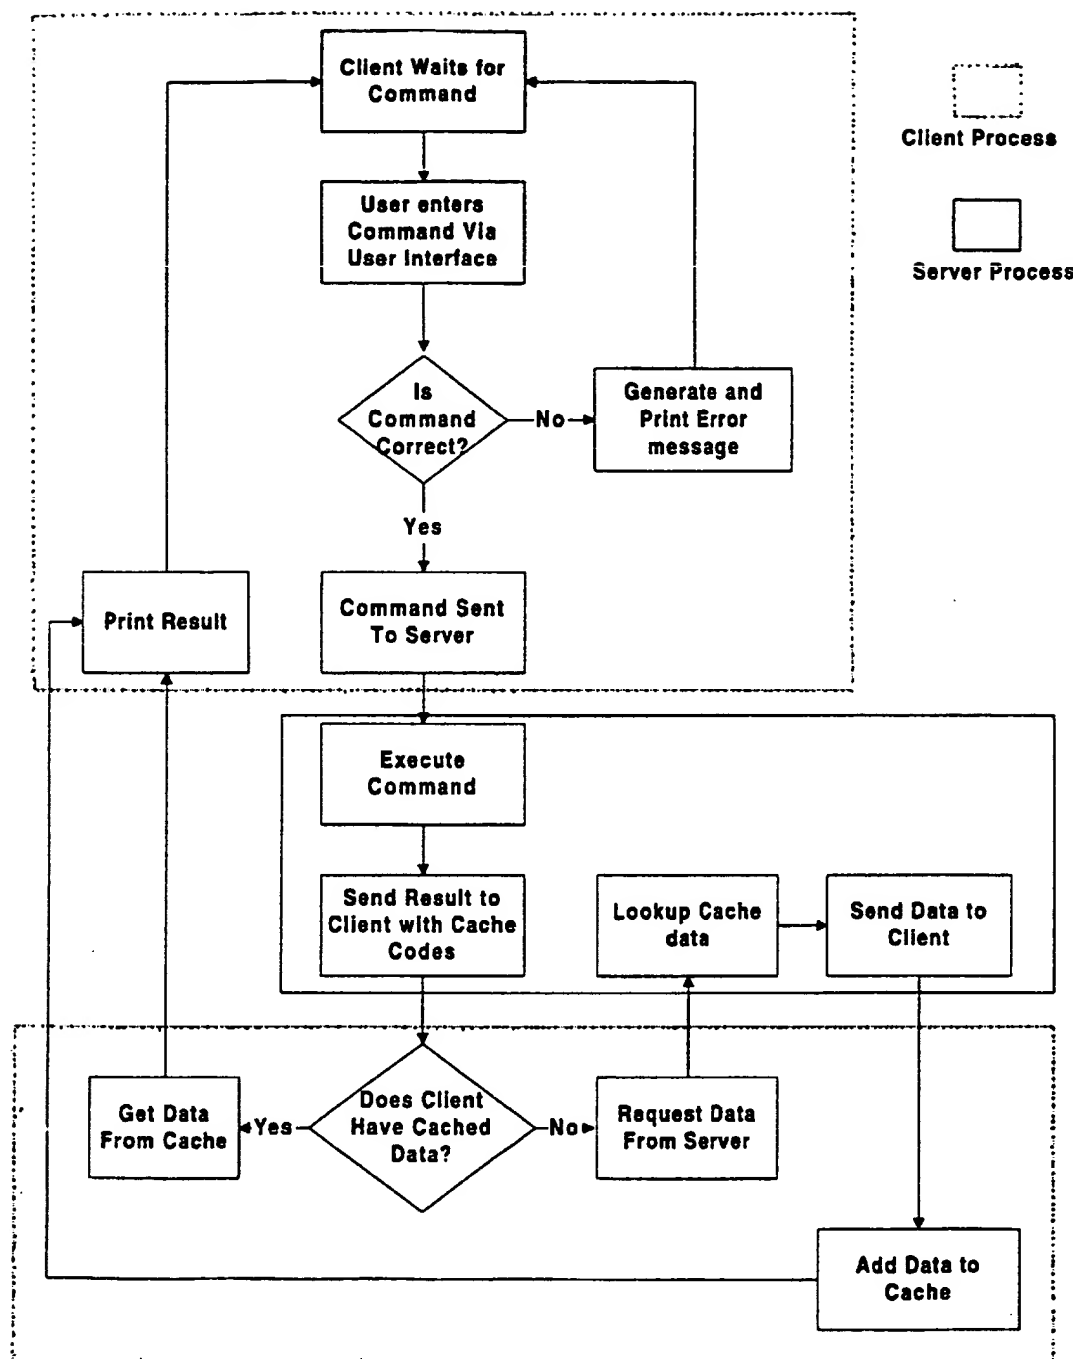 Client Waits for
Command
Client Process
User enters
Command Via
User Interface
Server Process
Is
Command
Correct?
No
Generate and
Print Error
message
Yes
Print Result
Command Sent
To Server
Execute
Command
Send Result to
Client with Cache
Codes
Lookup Cache
data
Send Data to
Client
Get Data
From Cache
Yes
Does Client
Have Cached
Data?
No
Request Data
From Server
Add Data to
Cache